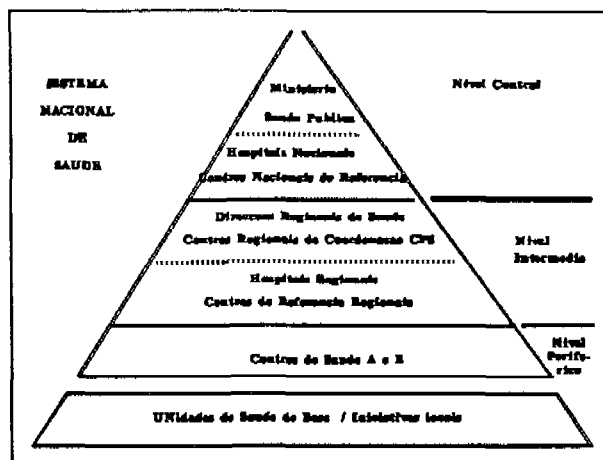 SISTEMA
NACIONAL
DE
SAUDE
Ministerio
Saude Publica
Hospitais Nacionais
Centros Nacionais de Referencia
Nivel Central
Direcoes Regionais de Saude
Centros Regionais de Coordenacao CPS
Hospitais Regionais
Centros de Referencia Regionais
Nivel
Intermedio
Centros de Saude A e B
Nivel
Perife-
rico
UNidades de Saude de Base / Iniciativas locais